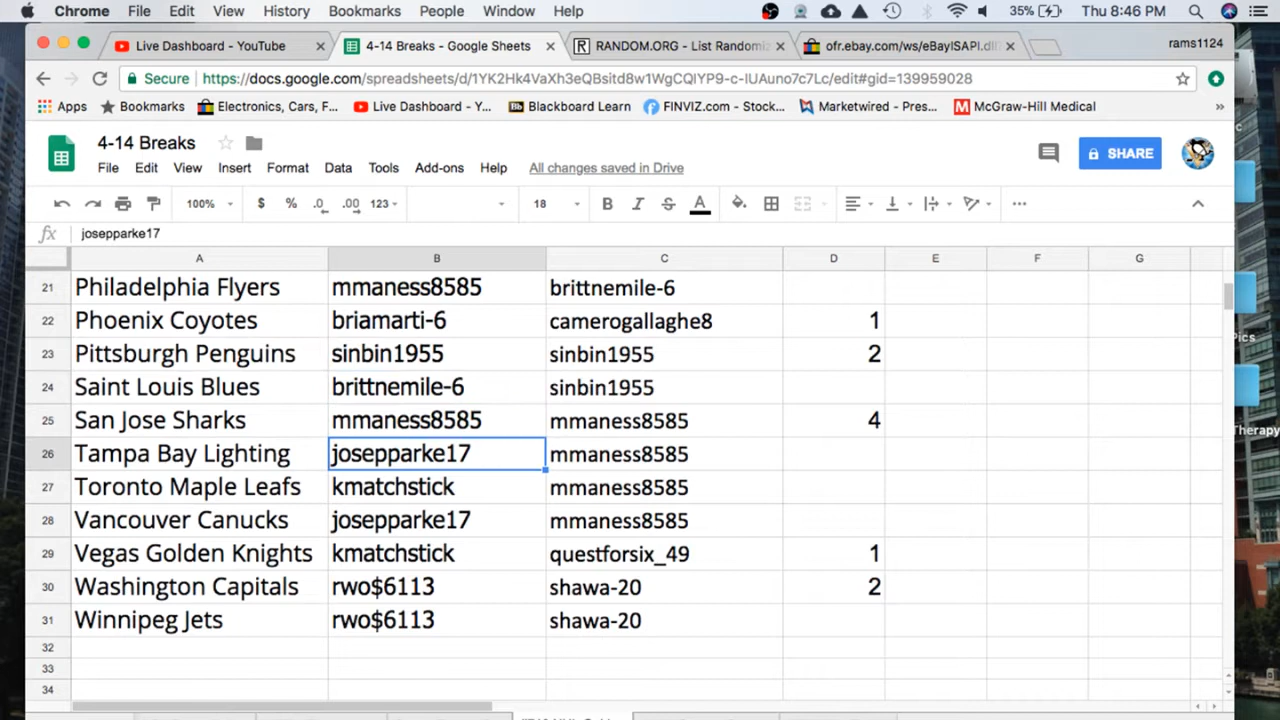 Chrome File Edit View History Bookmarks People Window Help 35% Thu 8:46 PM
Live Dashboard - YouTube 4-14 Breaks - Google Sheets RANDOM.ORG - List Randomiz ofr.ebay.com/ws/eBayISAPI.dll rams1124
Secure https://docs.google.com/spreadsheets/d/1YK2Hk4VaXh3eQBsitd8w1WgCQlYP9-c-IUAuno7c7Lc/edit#gid=139959028
Apps Bookmarks Electronics, Cars, F... Live Dashboard - Y... Blackboard Learn FINVIZ.com - Stock... Marketwired - Pres... McGraw-Hill Medical »
4-14 Breaks
File Edit View Insert Format Data Tools Add-ons Help All changes saved in Drive SHARE
100% $ % .0 .00 123 18 B I S A ...
fx josepparke17
A B C D E F G
21 Philadelphia Flyers mmaness8585 brittnemile-6
22 Phoenix Coyotes briamarti-6 camerogallaghe8 1
23 Pittsburgh Penguins sinbin1955 sinbin1955 2
24 Saint Louis Blues brittnemile-6 sinbin1955
25 San Jose Sharks mmaness8585 mmaness8585 4
26 Tampa Bay Lighting josepparke17 mmaness8585
27 Toronto Maple Leafs kmatchstick mmaness8585
28 Vancouver Canucks josepparke17 mmaness8585
29 Vegas Golden Knights kmatchstick questforsix_49 1
30 Washington Capitals rwo$6113 shawa-20 2
31 Winnipeg Jets rwo$6113 shawa-20
32
33
34
Pics
Therapy